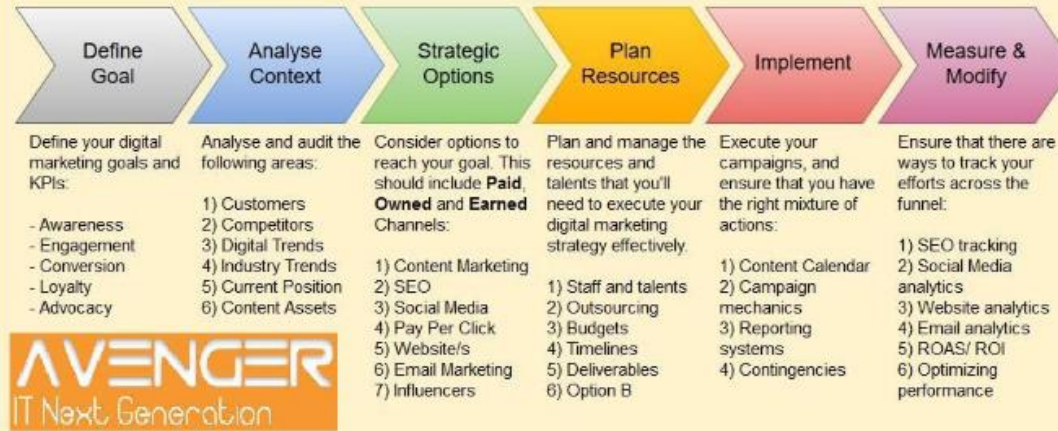 Define
Goal
Analyse
Context
Strategic
Options
Plan
Resources
Implement
Measure &
Modify
Define your digital
marketing goals and
KPIs:
- Awareness
- Engagement
- Conversion
- Loyalty
- Advocacy
Analyse and audit the
following areas:
1) Customers
2) Competitors
3) Digital Trends
4) Industry Trends
5) Current Position
6) Content Assets
Consider options to
reach your goal. This
should include Paid,
Owned and Earned
Channels:
1) Content Marketing
2) SEO
3) Social Media
4) Pay Per Click
5) Website/s
6) Email Marketing
7) Influencers
Plan and manage the
resources and
talents that you'll
need to execute your
digital marketing
strategy effectively.
1) Staff and talents
2) Outsourcing
3) Budgets
4) Timelines
5) Deliverables
6) Option B
Execute your
campaigns, and
ensure that you have
the right mixture of
actions:
1) Content Calendar
2) Campaign
mechanics
3) Reporting
systems
4) Contingencies
Ensure that there are
ways to track your
efforts across the
funnel:
1) SEO tracking
2) Social Media
analytics
3) Website analytics
4) Email analytics
5) ROAS/ ROI
6) Optimizing
performance
AVENGER
IT Next Generation